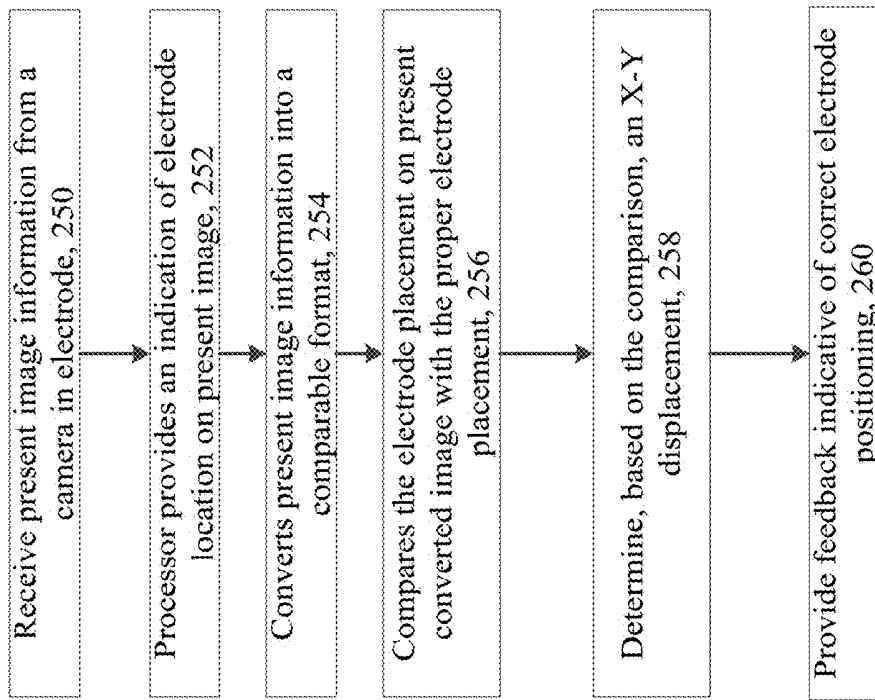 Receive present image information from a
camera in electrode, 250
Processor provides an indication of electrode
location on present image, 252
Converts present image information into a
comparable format, 254
Compares the electrode placement on present
converted image with the proper electrode
placement, 256
Determine, based on the comparison, an X-Y
displacement, 258
Provide feedback indicative of correct electrode
positioning, 260